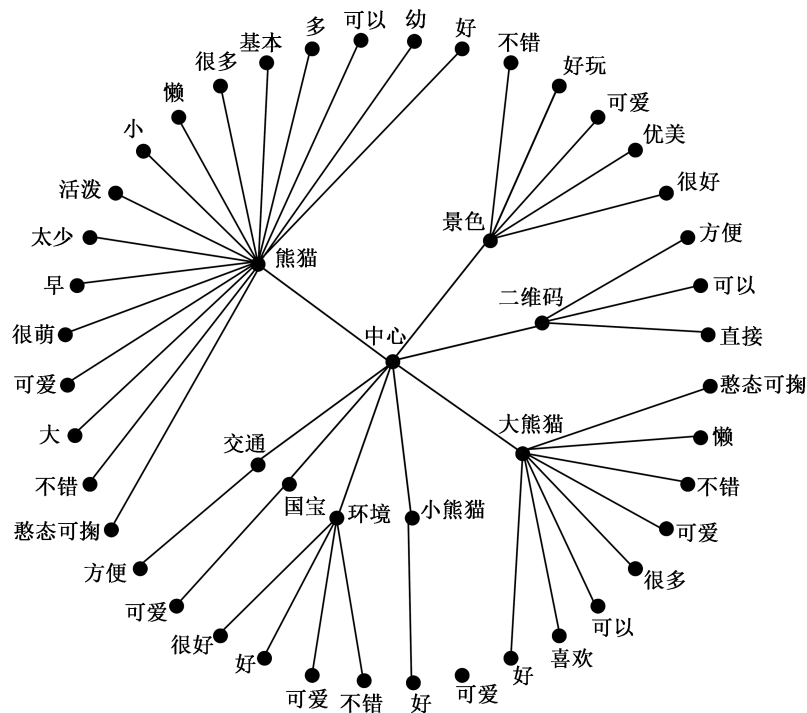 好
幼
可以
多
基本
很多
懒
小
活泼
太少
早
很萌
可爱
大
不错
憨态可掬
熊猫
不错
好玩
可爱
优美
很好
景色
方便
可以
直接
二维码
中心
憨态可掬
懒
不错
可爱
很多
可以
喜欢
好
大熊猫
交通
国宝
环境
小熊猫
方便
可爱
很好
好
可爱
不错
好
可爱